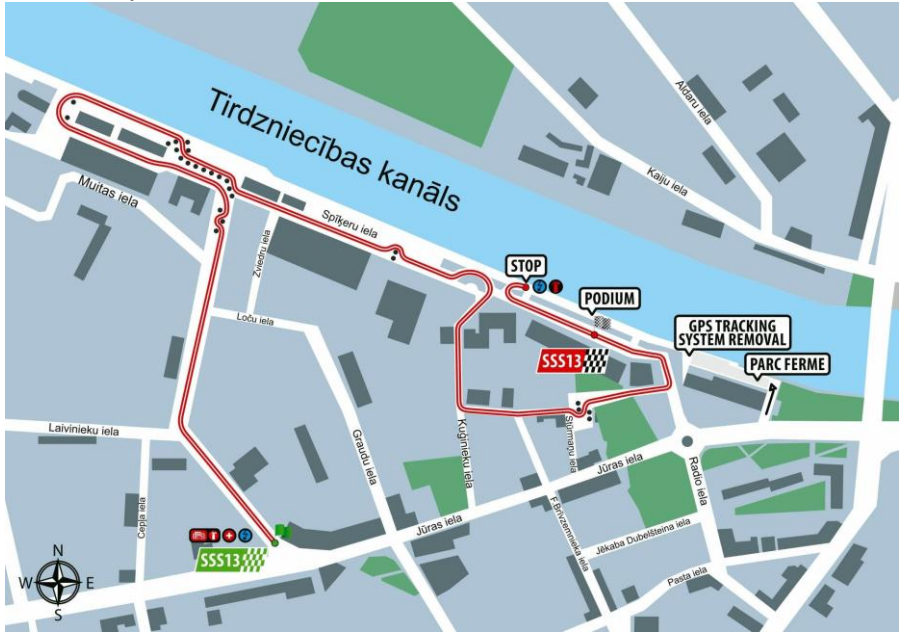 Tirdzniecības kanāls
Aldaru iela
Kaiju iela
Muitas iela
Zviedru iela
Spīķeru iela
STOP
PODIUM
GPS TRACKING
SYSTEM REMOVAL
PARC FERME
SSS13
Loču iela
Laivinieku iela
Cepļa iela
Graudu iela
Kuģinieku iela
Stūrmaņu iela
F.Brīvzemnieka iela
Jūras iela
Jūras iela
Radio iela
Jēkaba Dubelšteina iela
Pasta iela
SSS13
N
W E
S